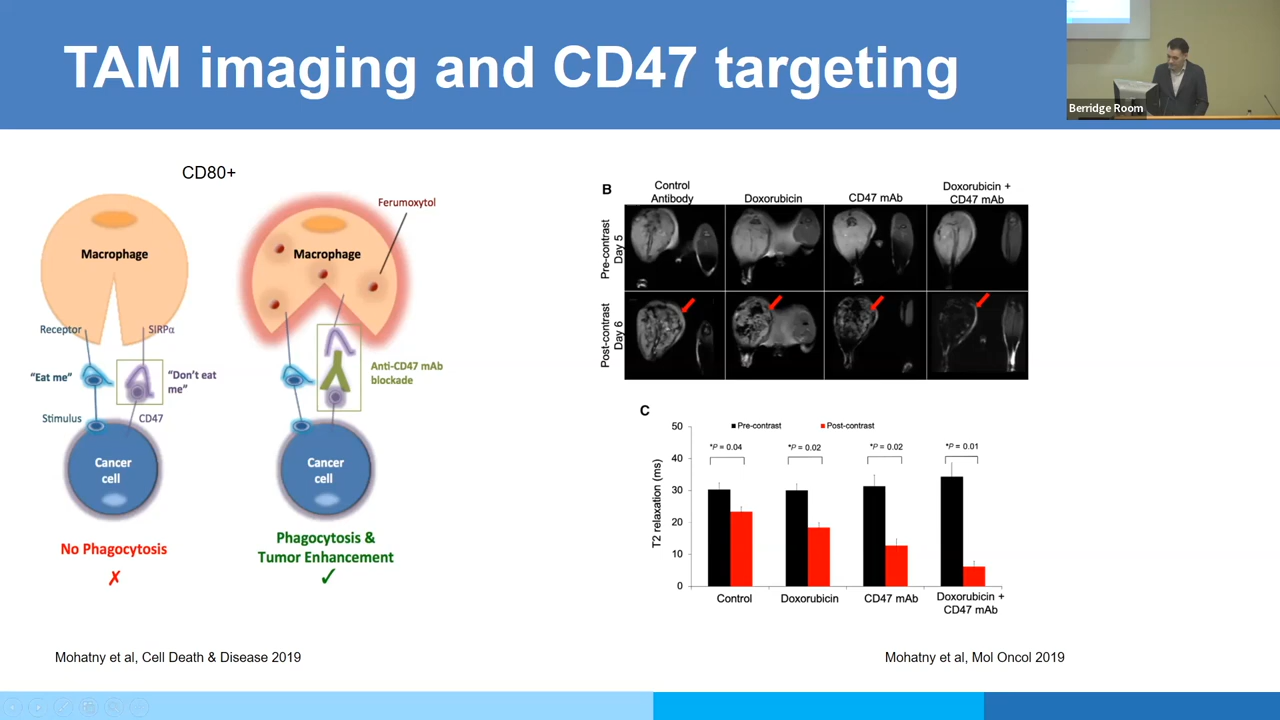 TAM imaging and CD47 targeting
Berridge Room
CD80+
Macrophage
Receptor
SIRPα
"Eat me"
"Don't eat
me"
Stimulus
CD47
Cancer
cell
No Phagocytosis
✗
Ferumoxytol
Macrophage
Anti-CD47 mAb
blockade
Cancer
cell
Phagocytosis &
Tumor Enhancement
✓
B
Control
Antibody
Doxorubicin
CD47 mAb
Doxorubicin +
CD47 mAb
Pre-contrast
Day 5
Post-contrast
Day 6
C
Pre-contrast
Post-contrast
T2 relaxation (ms)
50
40
30
20
10
0
*P = 0.04
*P = 0.02
*P = 0.02
*P = 0.01
Control
Doxorubicin
CD47 mAb
Doxorubicin +
CD47 mAb
Mohatny et al, Cell Death & Disease 2019
Mohatny et al, Mol Oncol 2019